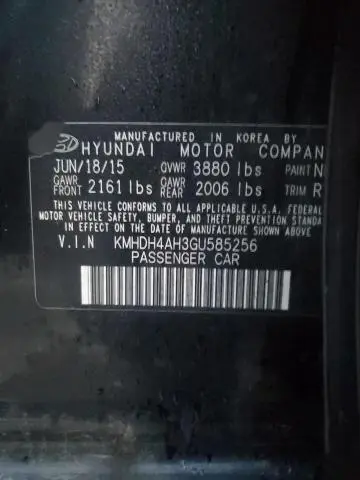 MANUFACTURED IN KOREA BY
HYUNDAI MOTOR COMPAN
JUN/18/15 GVWR 3880 lbs PAINT N
GAWR FRONT 2161 lbs GAWR REAR 2006 lbs TRIM R
THIS VEHICLE CONFORMS TO ALL APPLICABLE U.S.A. FEDERAL
MOTOR VEHICLE SAFETY, BUMPER, AND THEFT PREVENTION STANDA
IN EFFECT ON THE DATE OF MANUFACTURE SHOWN ABOVE.
V.I.N KMHDH4AH3GU585256
PASSENGER CAR